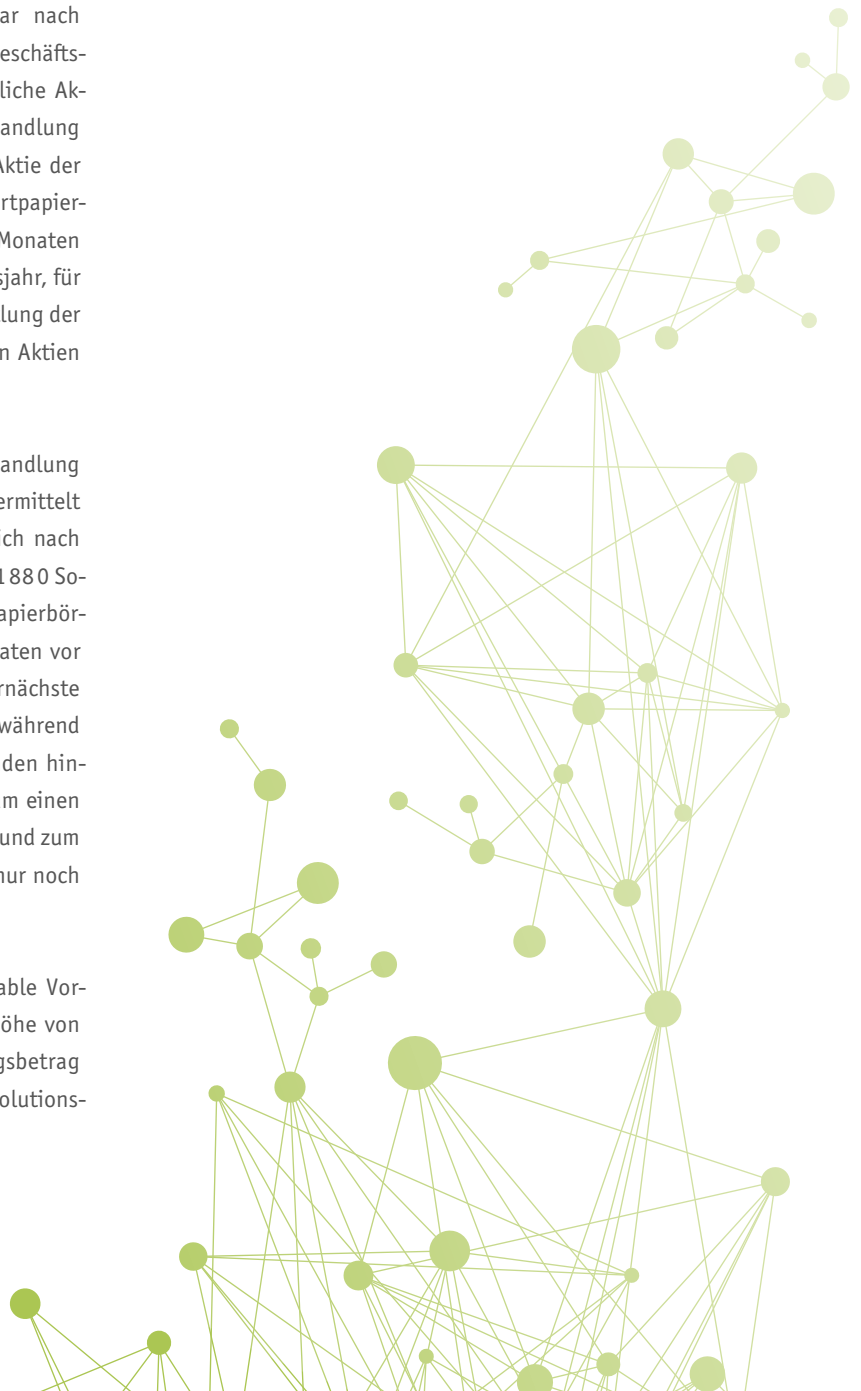 ar nach
eschäfts-
liche Ak-
andlung
Aktie der
rtpapier-
Monaten
sjahr, für
lung der
n Aktien
andlung
ermittelt
ich nach
1880 So-
apierbör-
aten vor
rnächste
während
den hin-
m einen
und zum
nur noch
able Vor-
öhe von
gsbetrag
olutions-